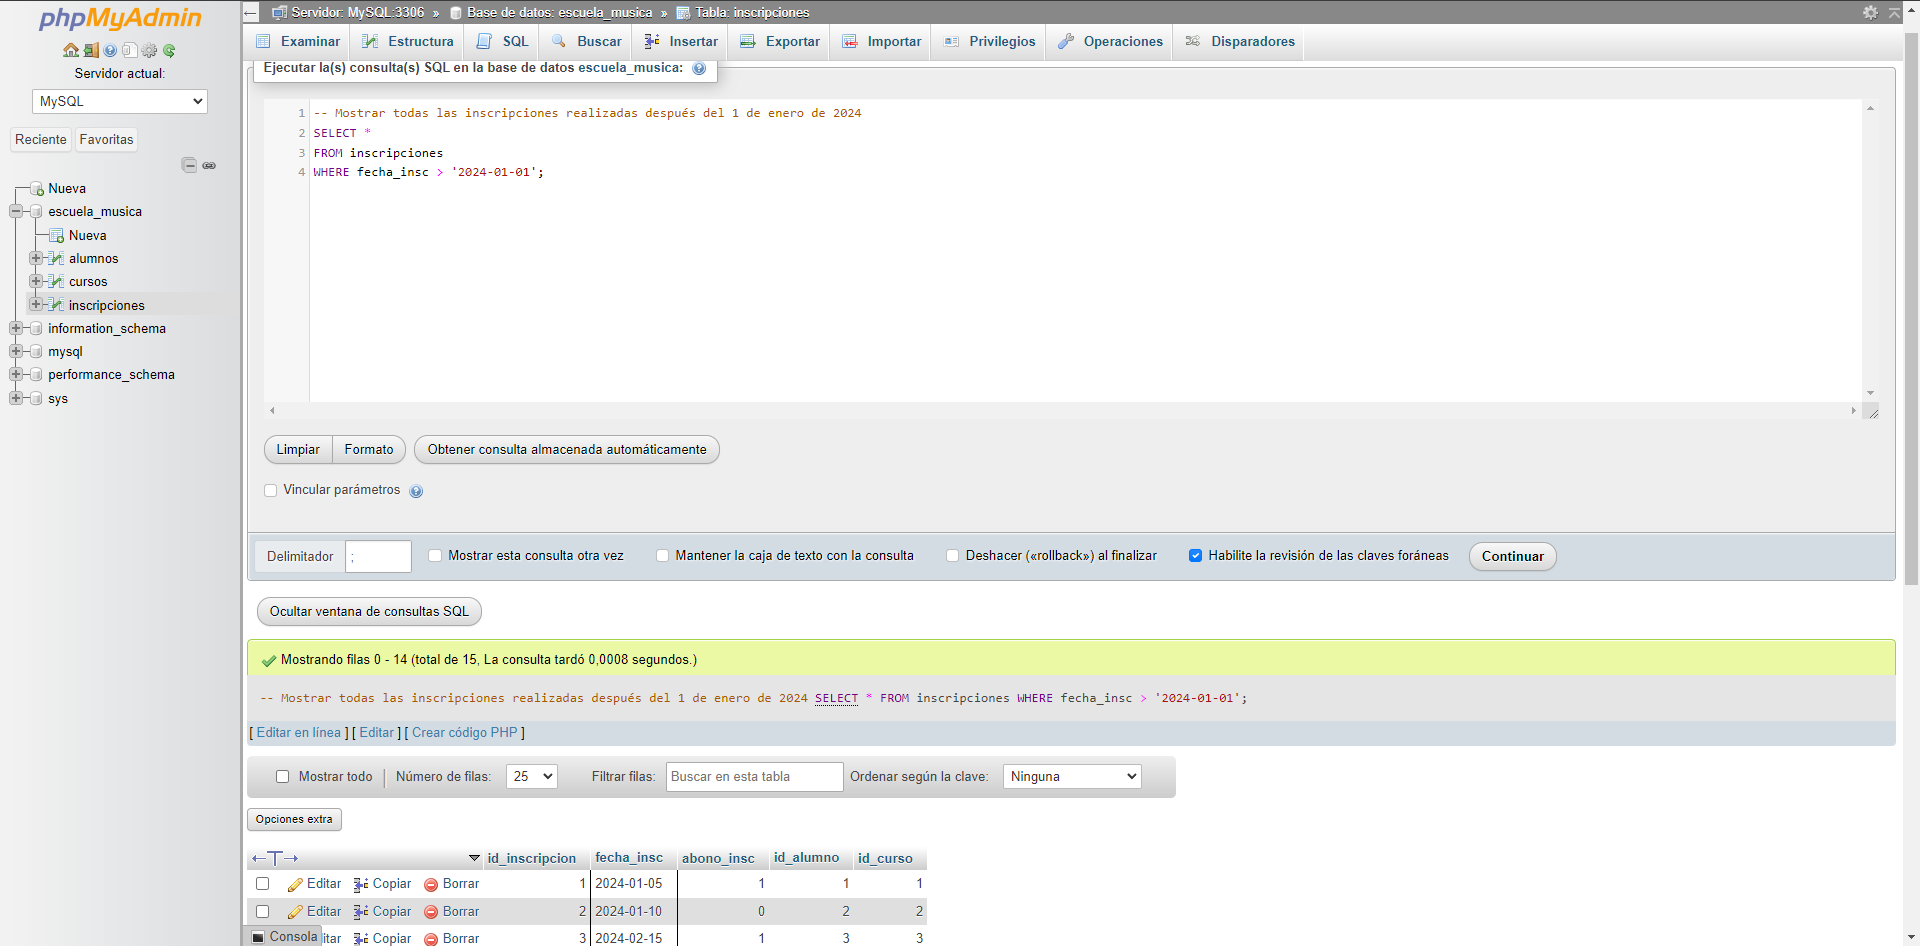 phpMyAdmin
Servidor actual:
MySQL
Reciente Favoritas
Nueva
escuela_musica
Nueva
alumnos
cursos
inscripciones
information_schema
mysql
performance_schema
sys
Servidor: MySQL:3306 » Base de datos: escuela_musica » Tabla: inscripciones
Examinar Estructura SQL Buscar Insertar Exportar Importar Privilegios Operaciones Disparadores
Ejecutar la(s) consulta(s) SQL en la base de datos escuela_musica:
1 -- Mostrar todas las inscripciones realizadas después del 1 de enero de 2024
2 SELECT *
3 FROM inscripciones
4 WHERE fecha_insc > '2024-01-01';
Limpiar Formato Obtener consulta almacenada automáticamente
Vincular parámetros
Delimitador ; Mostrar esta consulta otra vez Mantener la caja de texto con la consulta Deshacer («rollback») al finalizar Habilite la revisión de las claves foráneas Continuar
Ocultar ventana de consultas SQL
Mostrando filas 0 - 14 (total de 15, La consulta tardó 0,0008 segundos.)
-- Mostrar todas las inscripciones realizadas después del 1 de enero de 2024 SELECT * FROM inscripciones WHERE fecha_insc > '2024-01-01';
[ Editar en línea ] [ Editar ] [ Crear código PHP ]
Mostrar todo Número de filas: 25 Filtrar filas: Buscar en esta tabla Ordenar según la clave: Ninguna
Opciones extra
←T→ id_inscripcion fecha_insc abono_insc id_alumno id_curso
Editar Copiar Borrar 1 2024-01-05 1 1 1
Editar Copiar Borrar 2 2024-01-10 0 2 2
itar Copiar Borrar 3 2024-02-15 1 3 3
Consola